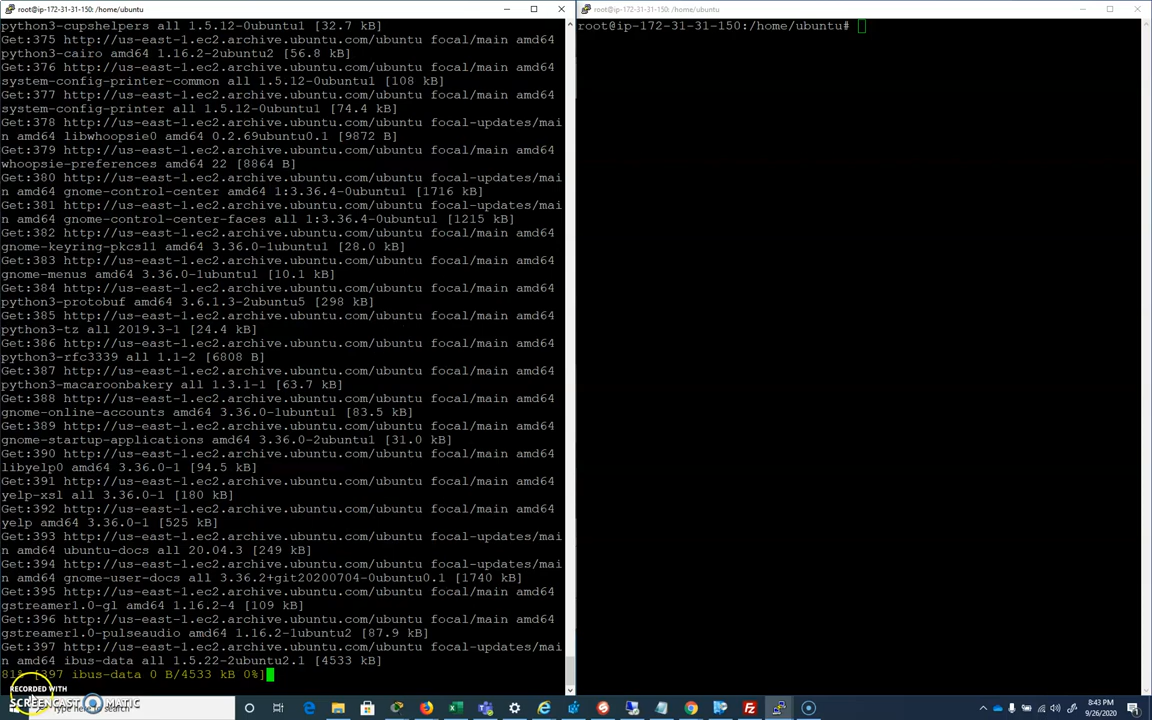 root@ip-172-31-31-150: /home/ubuntu
python3-cupshelpers all 1.5.12-0ubuntu1 [32.7 kB]
Get:375 http://us-east-1.ec2.archive.ubuntu.com/ubuntu focal/main amd64
python3-cairo amd64 1.16.2-2ubuntu2 [56.8 kB]
Get:376 http://us-east-1.ec2.archive.ubuntu.com/ubuntu focal/main amd64
system-config-printer-common all 1.5.12-0ubuntu1 [108 kB]
Get:377 http://us-east-1.ec2.archive.ubuntu.com/ubuntu focal/main amd64
system-config-printer all 1.5.12-0ubuntu1 [74.4 kB]
Get:378 http://us-east-1.ec2.archive.ubuntu.com/ubuntu focal-updates/mai
n amd64 libwhoopsie0 amd64 0.2.69ubuntu0.1 [9872 B]
Get:379 http://us-east-1.ec2.archive.ubuntu.com/ubuntu focal/main amd64
whoopsie-preferences amd64 22 [8864 B]
Get:380 http://us-east-1.ec2.archive.ubuntu.com/ubuntu focal-updates/mai
n amd64 gnome-control-center amd64 1:3.36.4-0ubuntu1 [1716 kB]
Get:381 http://us-east-1.ec2.archive.ubuntu.com/ubuntu focal-updates/mai
n amd64 gnome-control-center-faces all 1:3.36.4-0ubuntu1 [1215 kB]
Get:382 http://us-east-1.ec2.archive.ubuntu.com/ubuntu focal/main amd64
gnome-keyring-pkcs11 amd64 3.36.0-1ubuntu1 [28.0 kB]
Get:383 http://us-east-1.ec2.archive.ubuntu.com/ubuntu focal/main amd64
gnome-menus amd64 3.36.0-1ubuntu1 [10.1 kB]
Get:384 http://us-east-1.ec2.archive.ubuntu.com/ubuntu focal/main amd64
python3-protobuf amd64 3.6.1.3-2ubuntu5 [298 kB]
Get:385 http://us-east-1.ec2.archive.ubuntu.com/ubuntu focal/main amd64
python3-tz all 2019.3-1 [24.4 kB]
Get:386 http://us-east-1.ec2.archive.ubuntu.com/ubuntu focal/main amd64
python3-rfc3339 all 1.1-2 [6808 B]
Get:387 http://us-east-1.ec2.archive.ubuntu.com/ubuntu focal/main amd64
python3-macaroonbakery all 1.3.1-1 [63.7 kB]
Get:388 http://us-east-1.ec2.archive.ubuntu.com/ubuntu focal/main amd64
gnome-online-accounts amd64 3.36.0-1ubuntu1 [83.5 kB]
Get:389 http://us-east-1.ec2.archive.ubuntu.com/ubuntu focal/main amd64
gnome-startup-applications amd64 3.36.0-2ubuntu1 [31.0 kB]
Get:390 http://us-east-1.ec2.archive.ubuntu.com/ubuntu focal/main amd64
libyelp0 amd64 3.36.0-1 [94.5 kB]
Get:391 http://us-east-1.ec2.archive.ubuntu.com/ubuntu focal/main amd64
yelp-xsl all 3.36.0-1 [180 kB]
Get:392 http://us-east-1.ec2.archive.ubuntu.com/ubuntu focal/main amd64
yelp amd64 3.36.0-1 [525 kB]
Get:393 http://us-east-1.ec2.archive.ubuntu.com/ubuntu focal-updates/mai
n amd64 ubuntu-docs all 20.04.3 [249 kB]
Get:394 http://us-east-1.ec2.archive.ubuntu.com/ubuntu focal-updates/mai
n amd64 gnome-user-docs all 3.36.2+git20200704-0ubuntu0.1 [1740 kB]
Get:395 http://us-east-1.ec2.archive.ubuntu.com/ubuntu focal/main amd64
gstreamer1.0-gl amd64 1.16.2-4 [109 kB]
Get:396 http://us-east-1.ec2.archive.ubuntu.com/ubuntu focal/main amd64
gstreamer1.0-pulseaudio amd64 1.16.2-1ubuntu2 [87.9 kB]
Get:397 http://us-east-1.ec2.archive.ubuntu.com/ubuntu focal-updates/mai
n amd64 ibus-data all 1.5.22-2ubuntu2.1 [4533 kB]
81% [397 ibus-data 0 B/4533 kB 0%]
root@ip-172-31-31-150: /home/ubuntu
root@ip-172-31-31-150:/home/ubuntu#
RECORDED WITH
SCREENCAST MATIC
8:43 PM
9/26/2020